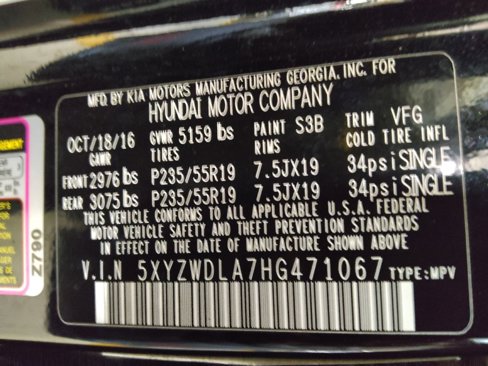 MFD. BY KIA MOTORS MANUFACTURING GEORGIA, INC. FOR
HYUNDAI MOTOR COMPANY
OCT/18/16 GVWR 5159 lbs PAINT S3B TRIM VFG
GAWR TIRES RIMS COLD TIRE INFL
FRONT 2976 lbs P235/55R19 7.5JX19 34psi SINGLE
REAR 3075 lbs P235/55R19 7.5JX19 34psi SINGLE
THIS VEHICLE CONFORMS TO ALL APPLICABLE U.S.A. FEDERAL
MOTOR VEHICLE SAFETY AND THEFT PREVENTION STANDARDS
IN EFFECT ON THE DATE OF MANUFACTURE SHOWN ABOVE
V.I.N 5XYZWDLA7HG471067 TYPE:MPV
Z790